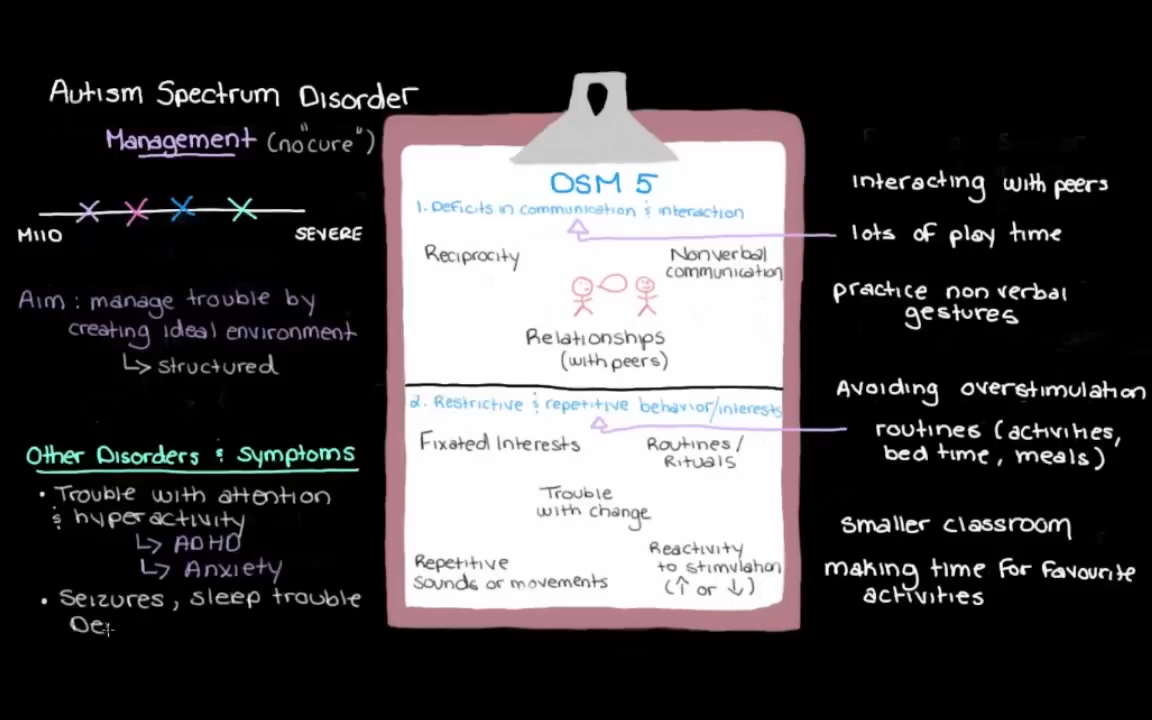 Autism Spectrum Disorder
Management (no "cure")
MILD
SEVERE
Aim: manage trouble by
creating ideal environment
↳ structured
Other Disorders & Symptoms
• Trouble with attention
& hyperactivity
↳ ADHD
↳ Anxiety
• Seizures, sleep trouble
De
DSM 5
1. Deficits in communication & interaction
Reciprocity
Nonverbal
communication
Relationships
(with peers)
2. Restrictive & repetitive behavior/interests
Fixated Interests
Routines/
Rituals
Trouble
with change
Repetitive
sounds or movements
Reactivity
to stimulation
(↑ or ↓)
interacting with peers
lots of play time
practice non verbal
gestures
Avoiding overstimulation
routines (activities,
bed time, meals)
smaller classroom
making time for favourite
activities